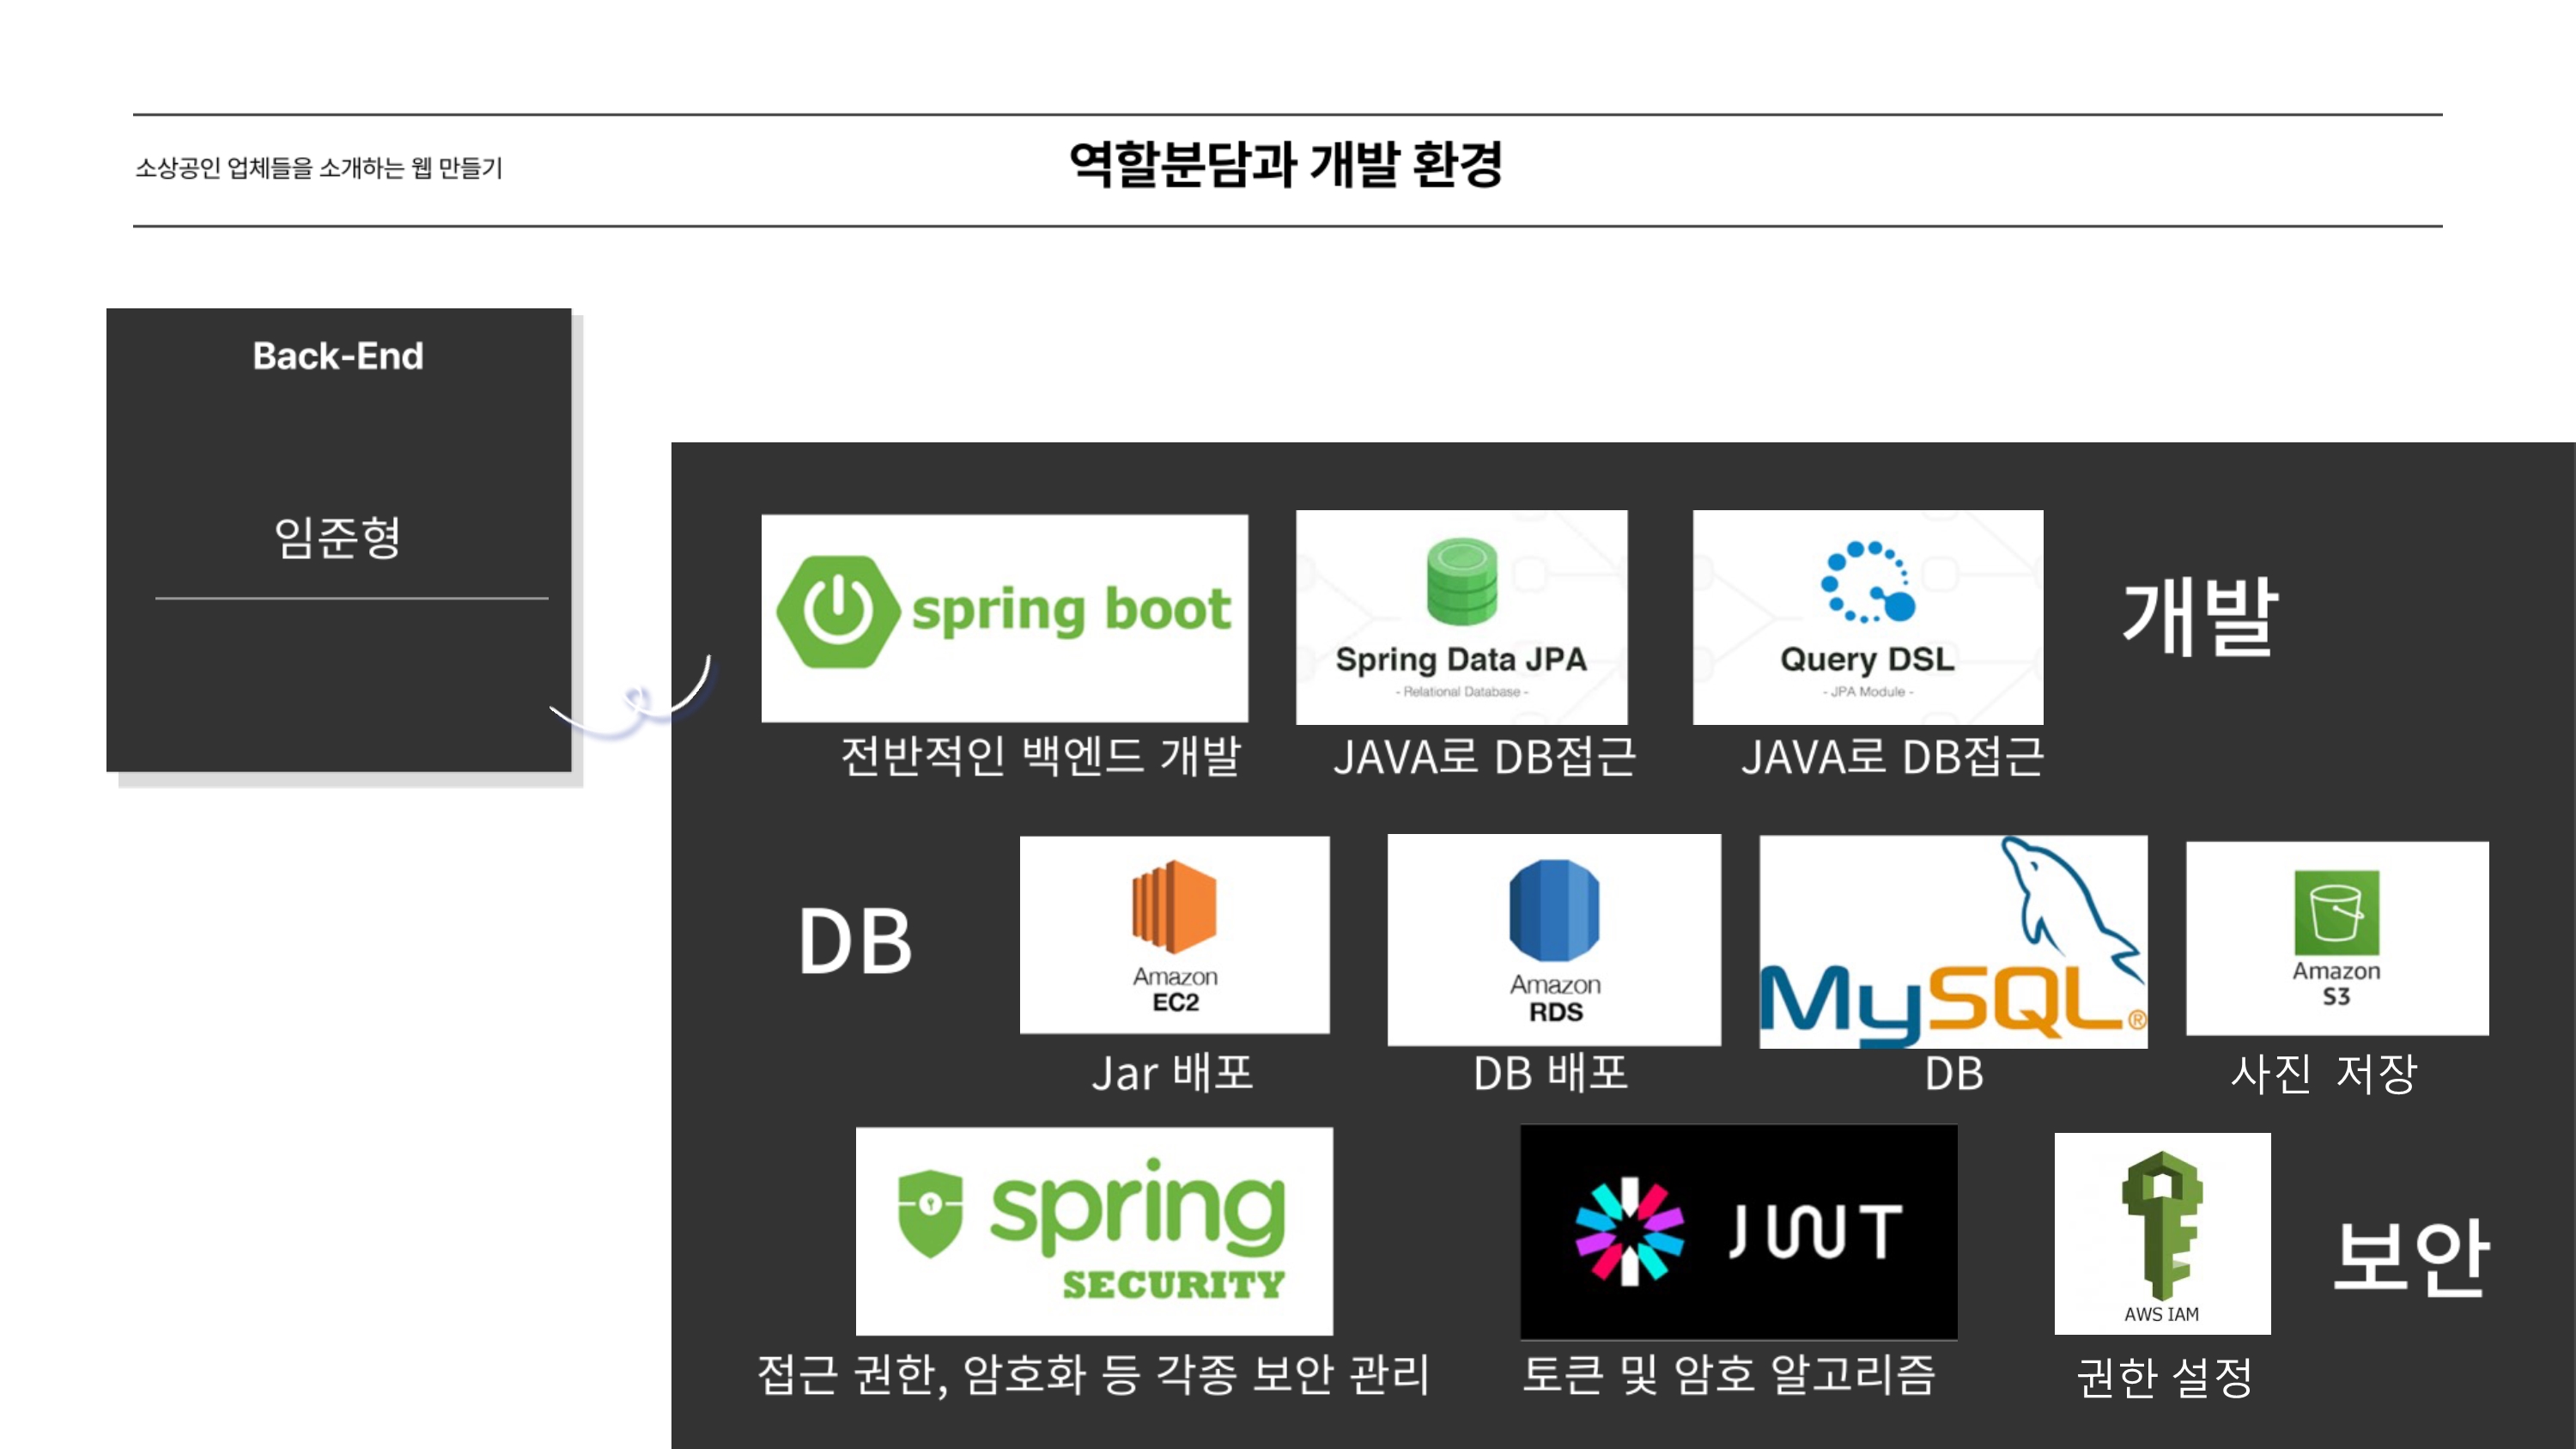 소상공인 업체들을 소개하는 웹 만들기
역할분담과 개발 환경
Back-End
임준형
spring boot
Spring Data JPA
- Relational Database -
Query DSL
- JPA Module -
개발
전반적인 백엔드 개발
JAVA로 DB접근
JAVA로 DB접근
DB
Amazon
EC2
Amazon
RDS
MySQL®
Amazon
S3
Jar 배포
DB 배포
DB
사진 저장
spring
SECURITY
JWT
AWS IAM
보안
접근 권한, 암호화 등 각종 보안 관리
토큰 및 암호 알고리즘
권한 설정